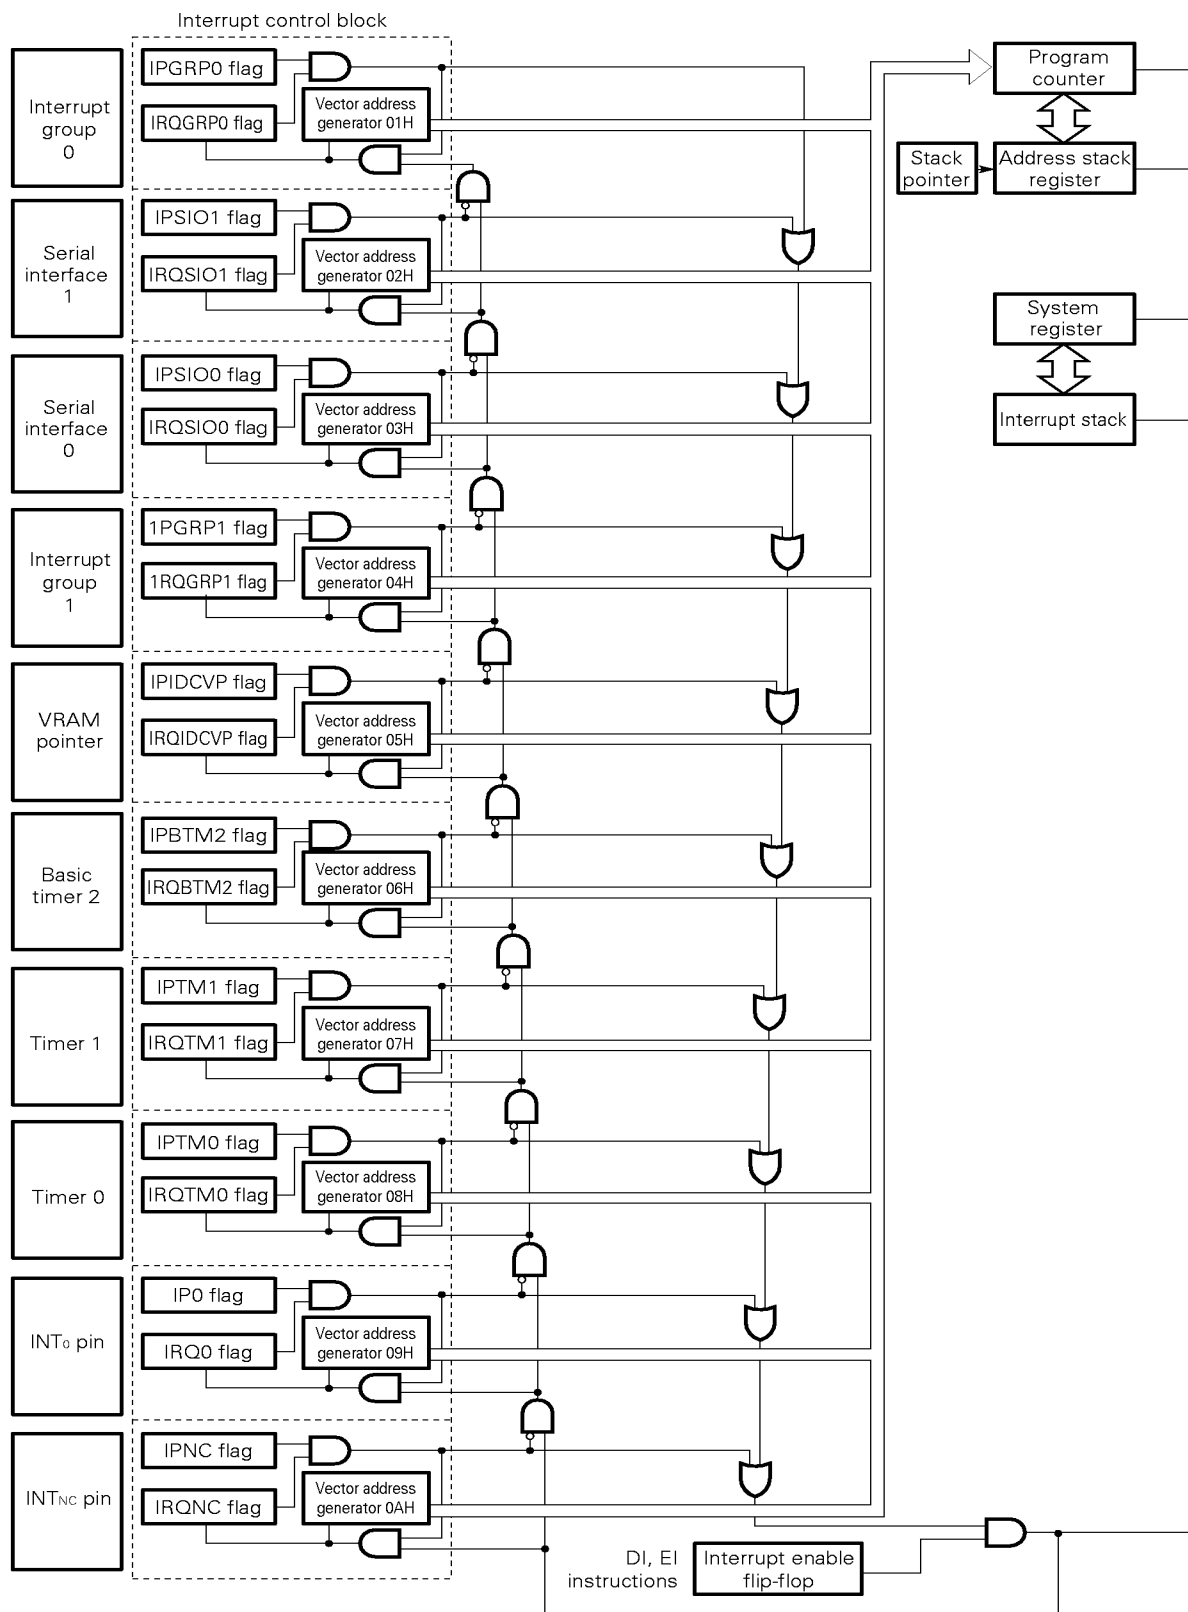 Interrupt control block
Interrupt
group
0
IPGRP0 flag
IRQGRP0 flag
Vector address
generator 01H
Program
counter
Stack
pointer
Address stack
register
Serial
interface
1
IPSIO1 flag
IRQSIO1 flag
Vector address
generator 02H
System
register
Interrupt stack
Serial
interface
0
IPSIO0 flag
IRQSIO0 flag
Vector address
generator 03H
Interrupt
group
1
1PGRP1 flag
1RQGRP1 flag
Vector address
generator 04H
VRAM
pointer
IPIDCVP flag
IRQIDCVP flag
Vector address
generator 05H
Basic
timer 2
IPBTM2 flag
IRQBTM2 flag
Vector address
generator 06H
Timer 1
IPTM1 flag
IRQTM1 flag
Vector address
generator 07H
Timer 0
IPTM0 flag
IRQTM0 flag
Vector address
generator 08H
INT0 pin
IP0 flag
IRQ0 flag
Vector address
generator 09H
INTNC pin
IPNC flag
IRQNC flag
Vector address
generator 0AH
DI, EI
instructions
Interrupt enable
flip-flop